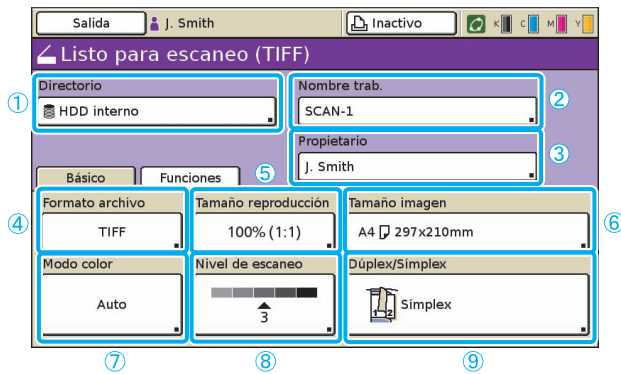 Salida
J. Smith
Inactivo
K C M Y
Listo para escaneo (TIFF)
Directorio
HDD interno
①
Nombre trab.
SCAN-1
②
Propietario
J. Smith
③
Básico
Funciones
⑤
④
Formato archivo
TIFF
Tamaño reproducción
100% (1:1)
Tamaño imagen
A4 297x210mm
⑥
Modo color
Auto
Nivel de escaneo
3
Dúplex/Símplex
1 2
Símplex
⑦
⑧
⑨